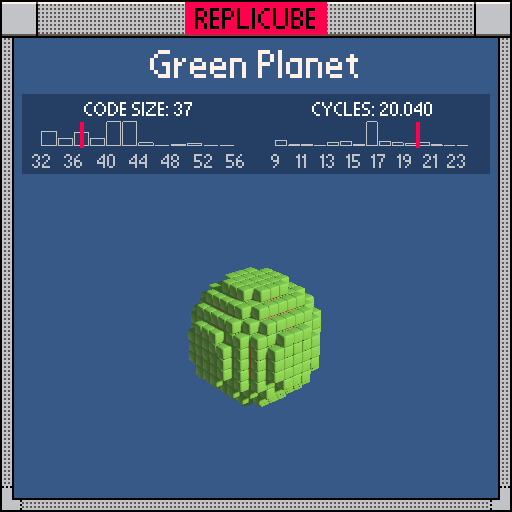 REPLICUBE
Green Planet
CODE SIZE: 37 CYCLES: 20.040
32 36 40 44 48 52 56 9 11 13 15 17 19 21 23